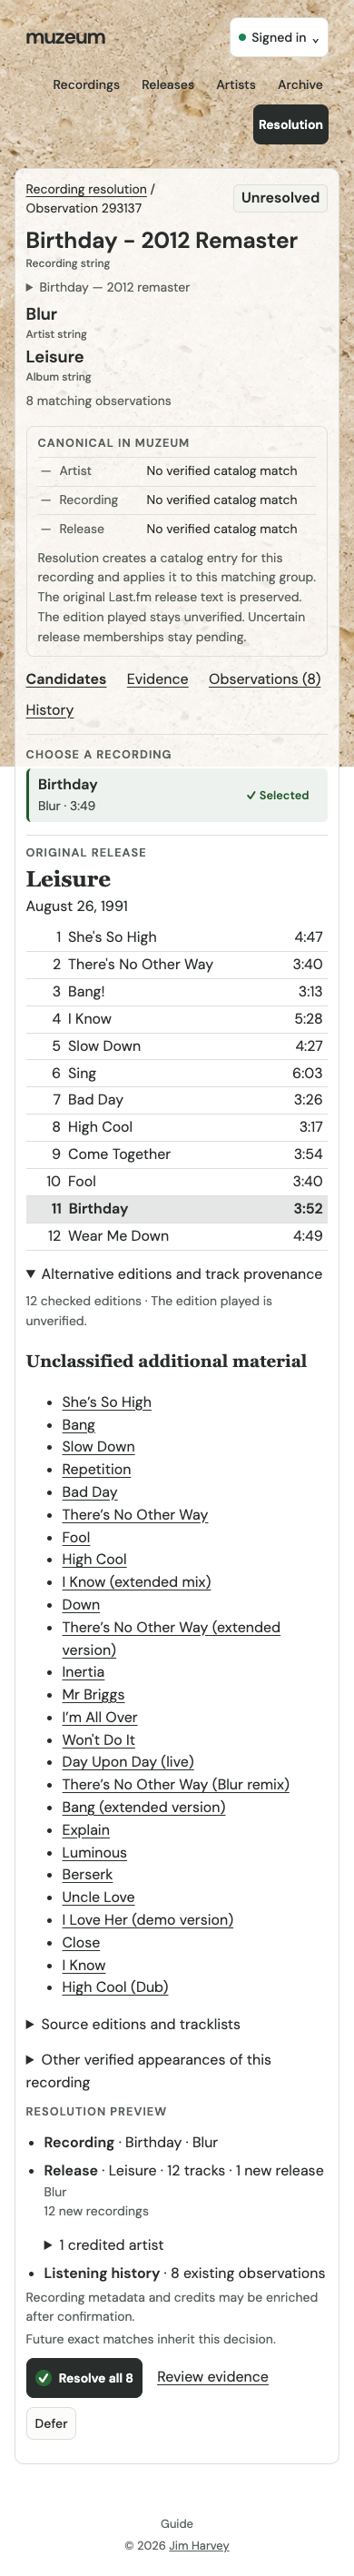 muzeum
Signed in
Recordings Releases Artists Archive
Resolution
Recording resolution /
Observation 293137
Unresolved
Birthday - 2012 Remaster
Recording string
▶ Birthday — 2012 remaster
Blur
Artist string
Leisure
Album string
8 matching observations
CANONICAL IN MUZEUM
— Artist No verified catalog match
— Recording No verified catalog match
— Release No verified catalog match
Resolution creates a catalog entry for this
recording and applies it to this matching group.
The original Last.fm release text is preserved.
The edition played stays unverified. Uncertain
release memberships stay pending.
Candidates Evidence Observations (8)
History
CHOOSE A RECORDING
Birthday
Blur · 3:49
✓ Selected
ORIGINAL RELEASE
Leisure
August 26, 1991
1 She's So High 4:47
2 There's No Other Way 3:40
3 Bang! 3:13
4 I Know 5:28
5 Slow Down 4:27
6 Sing 6:03
7 Bad Day 3:26
8 High Cool 3:17
9 Come Together 3:54
10 Fool 3:40
11 Birthday 3:52
12 Wear Me Down 4:49
▼ Alternative editions and track provenance
12 checked editions · The edition played is
unverified.
Unclassified additional material
• She’s So High
• Bang
• Slow Down
• Repetition
• Bad Day
• There’s No Other Way
• Fool
• High Cool
• I Know (extended mix)
• Down
• There’s No Other Way (extended
version)
• Inertia
• Mr Briggs
• I’m All Over
• Won't Do It
• Day Upon Day (live)
• There’s No Other Way (Blur remix)
• Bang (extended version)
• Explain
• Luminous
• Berserk
• Uncle Love
• I Love Her (demo version)
• Close
• I Know
• High Cool (Dub)
▶ Source editions and tracklists
▶ Other verified appearances of this
recording
RESOLUTION PREVIEW
• Recording · Birthday · Blur
• Release · Leisure · 12 tracks · 1 new release
Blur
12 new recordings
▶ 1 credited artist
• Listening history · 8 existing observations
Recording metadata and credits may be enriched
after confirmation.
Future exact matches inherit this decision.
Resolve all 8
Review evidence
Defer
Guide
© 2026 Jim Harvey